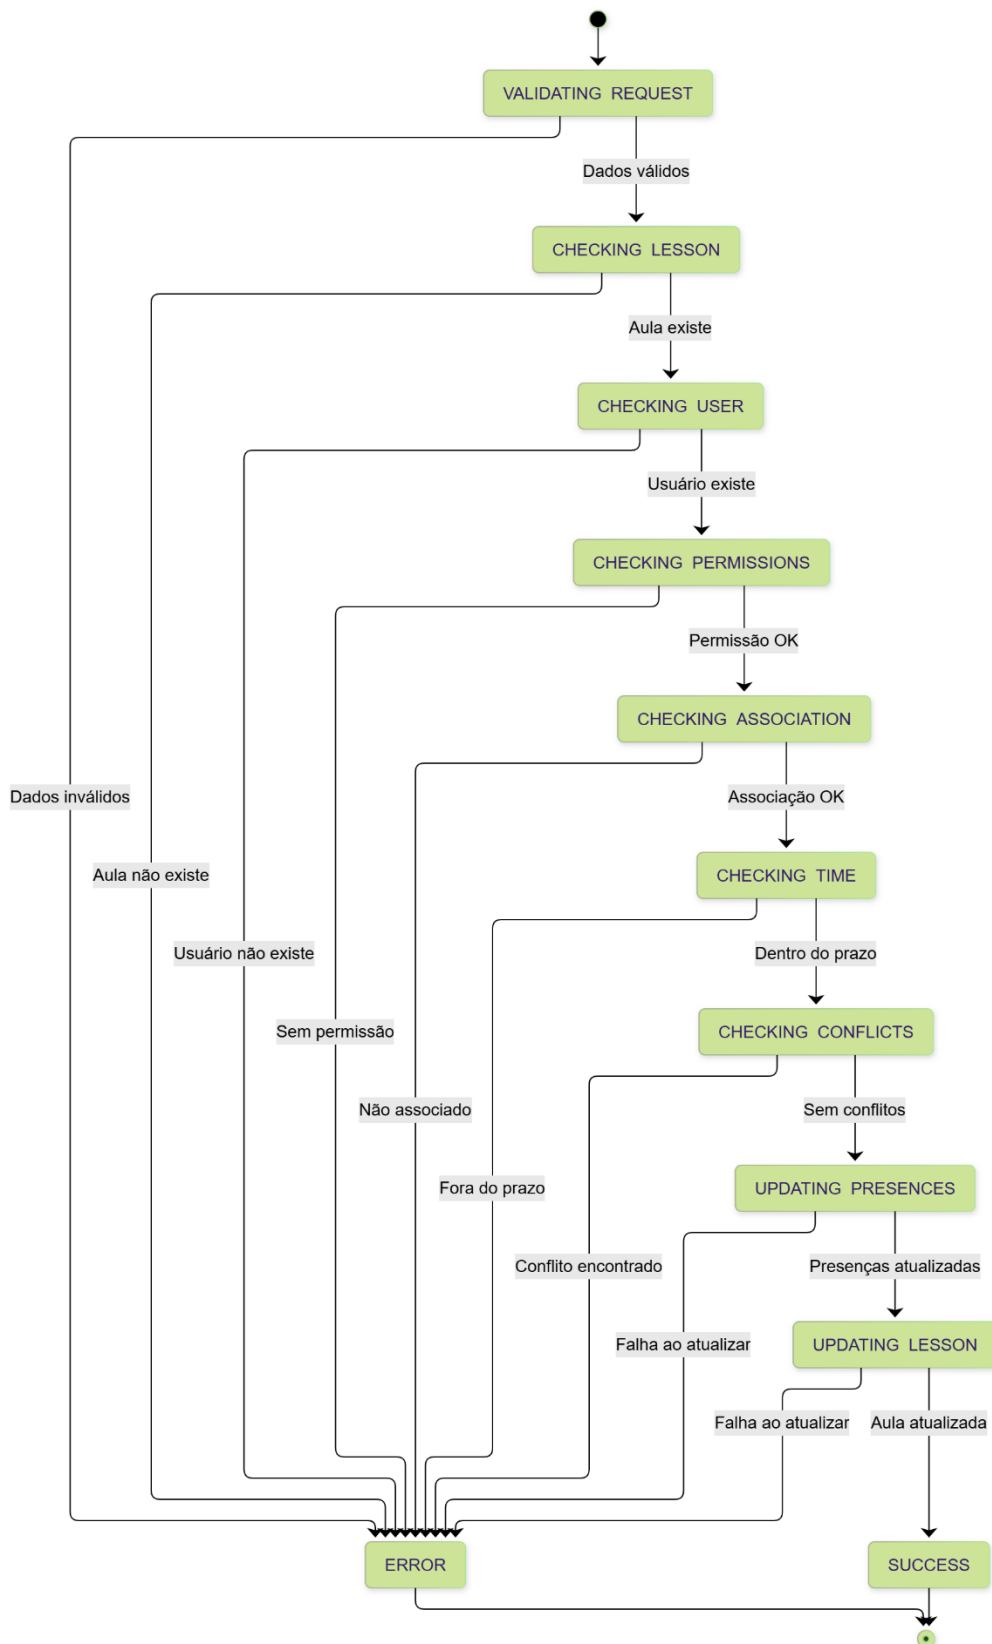 VALIDATING REQUEST
Dados válidos
CHECKING LESSON
Aula existe
CHECKING USER
Usuário existe
CHECKING PERMISSIONS
Permissão OK
CHECKING ASSOCIATION
Dados inválidos
Associação OK
Aula não existe
CHECKING TIME
Usuário não existe
Dentro do prazo
Sem permissão
CHECKING CONFLICTS
Não associado
Sem conflitos
Fora do prazo
UPDATING PRESENCES
Conflito encontrado
Presenças atualizadas
Falha ao atualizar
UPDATING LESSON
Falha ao atualizar
Aula atualizada
ERROR
SUCCESS